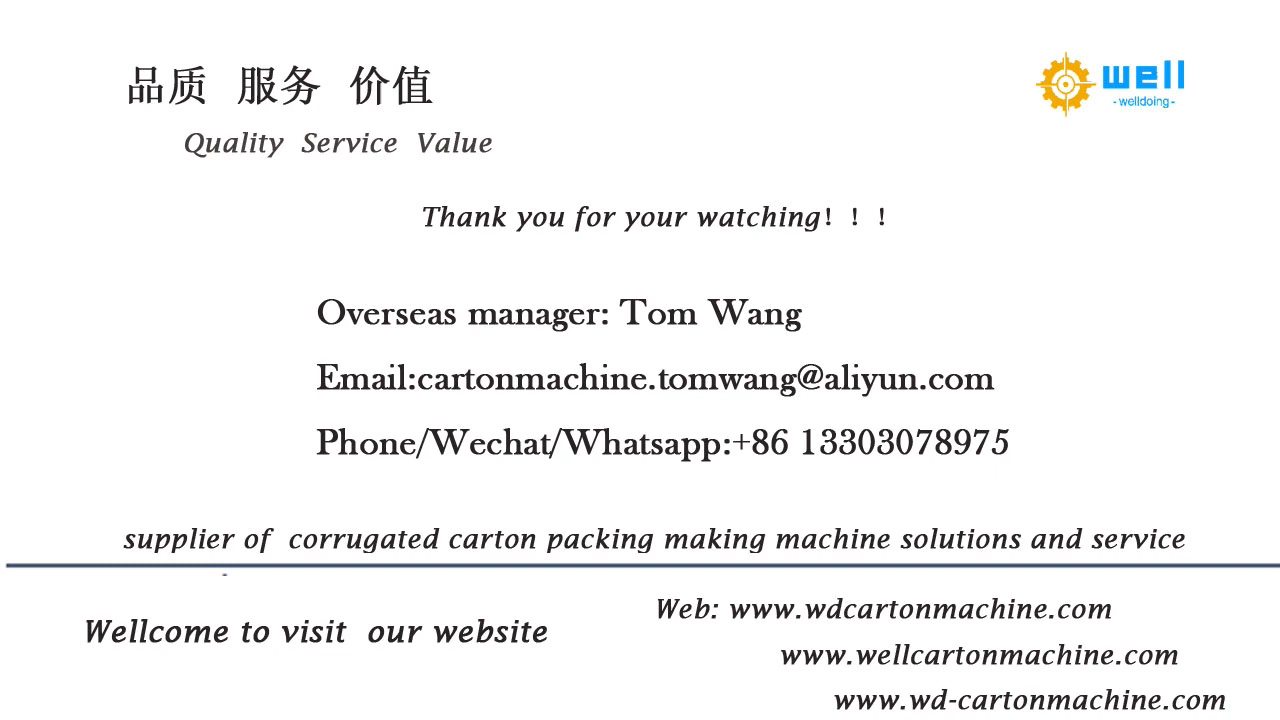 品质 服务 价值
well
-welldoing-
Quality Service Value
Thank you for your watching！！！
Overseas manager: Tom Wang
Email:cartonmachine.tomwang@aliyun.com
Phone/Wechat/Whatsapp:+86 13303078975
supplier of corrugated carton packing making machine solutions and service
Wellcome to visit our website
Web: www.wdcartonmachine.com
www.wellcartonmachine.com
www.wd-cartonmachine.com